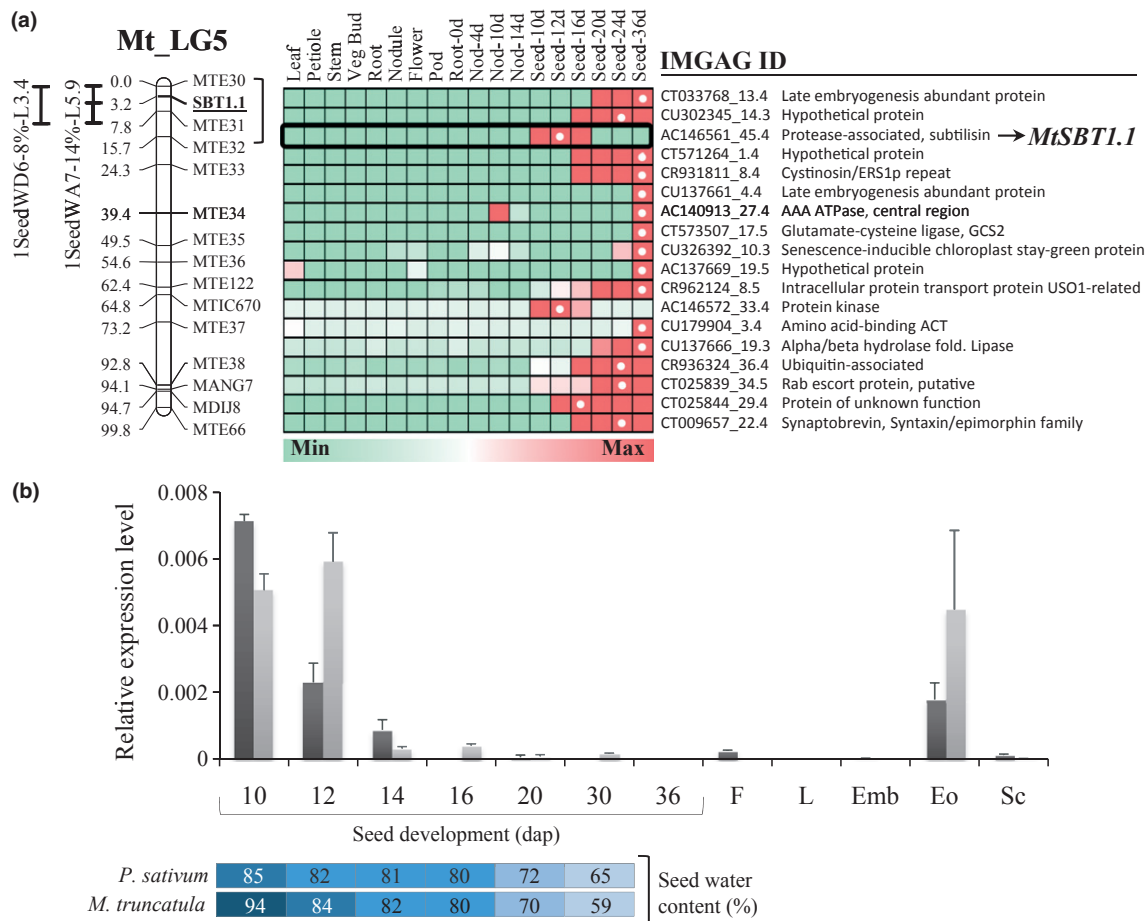 (a)
Mt_LG5
1SeedWD6-8%-L3.4
1SeedWA7-14%-L5.9
0.0 MTE30
3.2 SBT1.1
7.8 MTE31
15.7 MTE32
24.3 MTE33
39.4 MTE34
49.5 MTE35
54.6 MTE36
62.4 MTE122
64.8 MTIC670
73.2 MTE37
92.8 MTE38
94.1 MANG7
94.7 MDIJ8
99.8 MTE66
Leaf
Petiole
Stem
Veg Bud
Root
Nodule
Flower
Pod
Root-0d
Nod-4d
Nod-10d
Nod-14d
Seed-10d
Seed-12d
Seed-16d
Seed-20d
Seed-24d
Seed-36d
IMGAG ID
CT033768_13.4 Late embryogenesis abundant protein
CU302345_14.3 Hypothetical protein
AC146561_45.4 Protease-associated, subtilisin → MtSBT1.1
CT571264_1.4 Hypothetical protein
CR931811_8.4 Cystinosin/ERS1p repeat
CU137661_4.4 Late embryogenesis abundant protein
AC140913_27.4 AAA ATPase, central region
CT573507_17.5 Glutamate-cysteine ligase, GCS2
CU326392_10.3 Senescence-inducible chloroplast stay-green protein
AC137669_19.5 Hypothetical protein
CR962124_8.5 Intracellular protein transport protein USO1-related
AC146572_33.4 Protein kinase
CU179904_3.4 Amino acid-binding ACT
CU137666_19.3 Alpha/beta hydrolase fold. Lipase
CR936324_36.4 Ubiquitin-associated
CT025839_34.5 Rab escort protein, putative
CT025844_29.4 Protein of unknown function
CT009657_22.4 Synaptobrevin, Syntaxin/epimorphin family
Min Max
(b)
Relative expression level
0.008
0.006
0.004
0.002
0
10 12 14 16 20 30 36 F L Emb Eo Sc
Seed development (dap)
P. sativum 85 82 81 80 72 65
M. truncatula 94 84 82 80 70 59
Seed water
content (%)